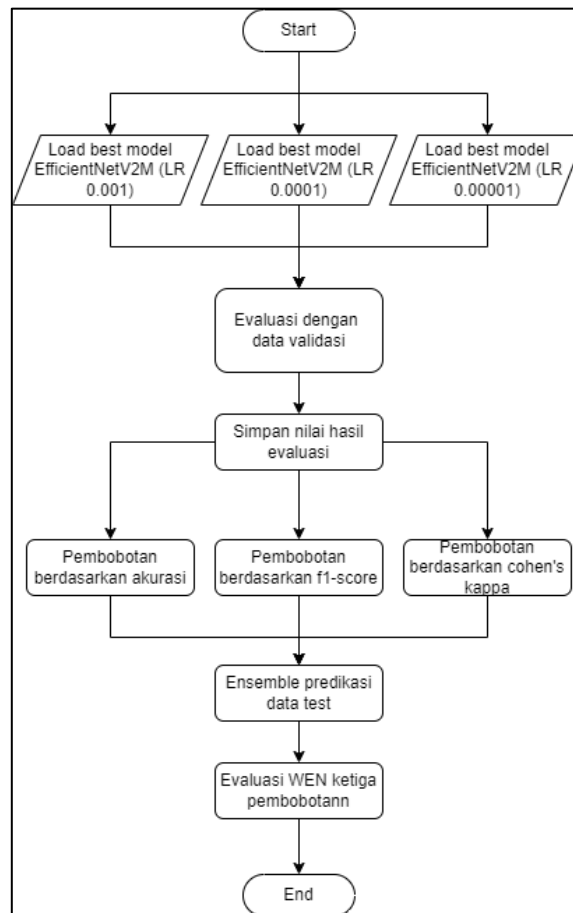 Start
Load best model
EfficientNetV2M (LR
0.001)
Load best model
EfficientNetV2M (LR
0.0001)
Load best model
EfficientNetV2M (LR
0.00001)
Evaluasi dengan
data validasi
Simpan nilai hasil
evaluasi
Pembobotan
berdasarkan akurasi
Pembobotan
berdasarkan f1-score
Pembobotan
berdasarkan cohen's
kappa
Ensemble predikasi
data test
Evaluasi WEN ketiga
pembobotann
End